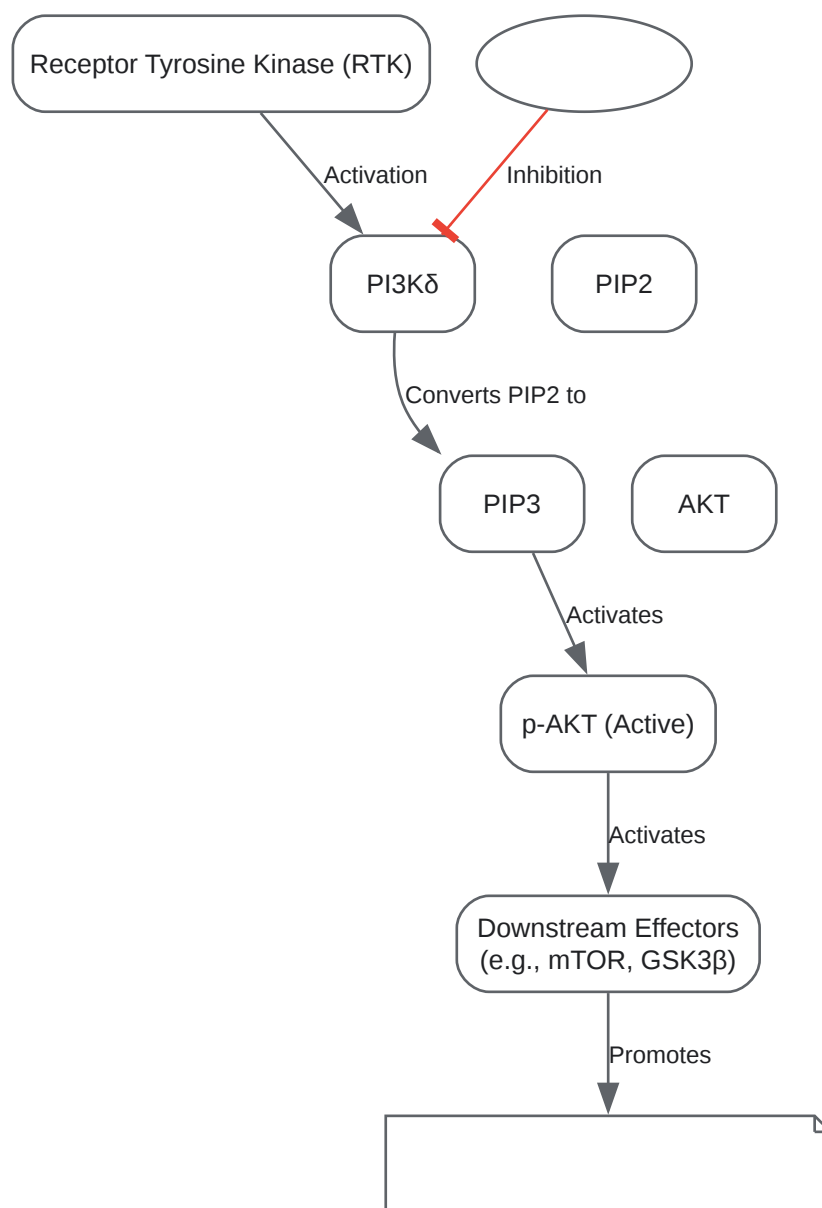 Receptor Tyrosine Kinase (RTK)
Activation
Inhibition
PI3Kδ
PIP2
Converts PIP2 to
PIP3
AKT
Activates
p-AKT (Active)
Activates
Downstream Effectors
(e.g., mTOR, GSK3β)
Promotes